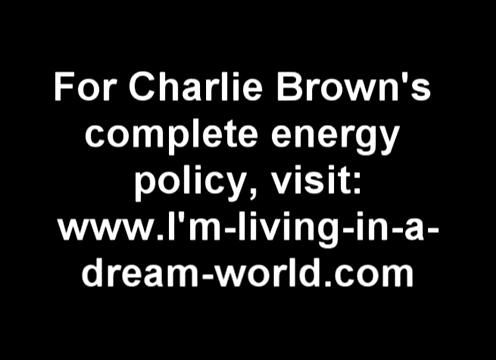 For Charlie Brown's
complete energy
policy, visit:
www.I'm-living-in-a-
dream-world.com